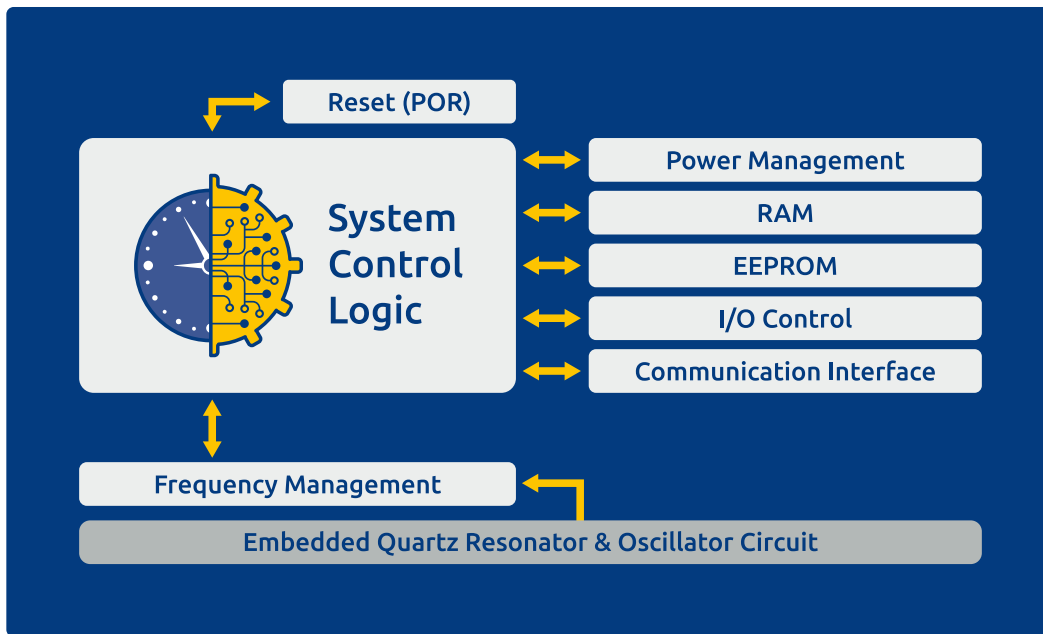 Reset (POR)
System
Control
Logic
Power Management
RAM
EEPROM
I/O Control
Communication Interface
Frequency Management
Embedded Quartz Resonator & Oscillator Circuit